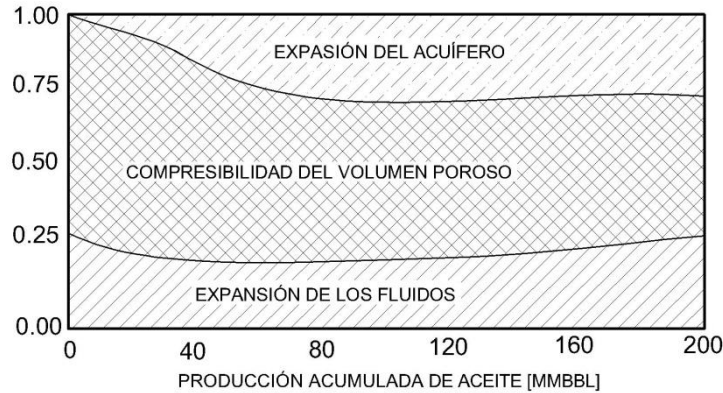 1.00
EXPASIÓN DEL ACUÍFERO
0.75
COMPRESIBILIDAD DEL VOLUMEN POROSO
0.50
0.25
EXPANSIÓN DE LOS FLUIDOS
0.00
0 40 80 120 160 200
PRODUCCIÓN ACUMULADA DE ACEITE [MMBBL]